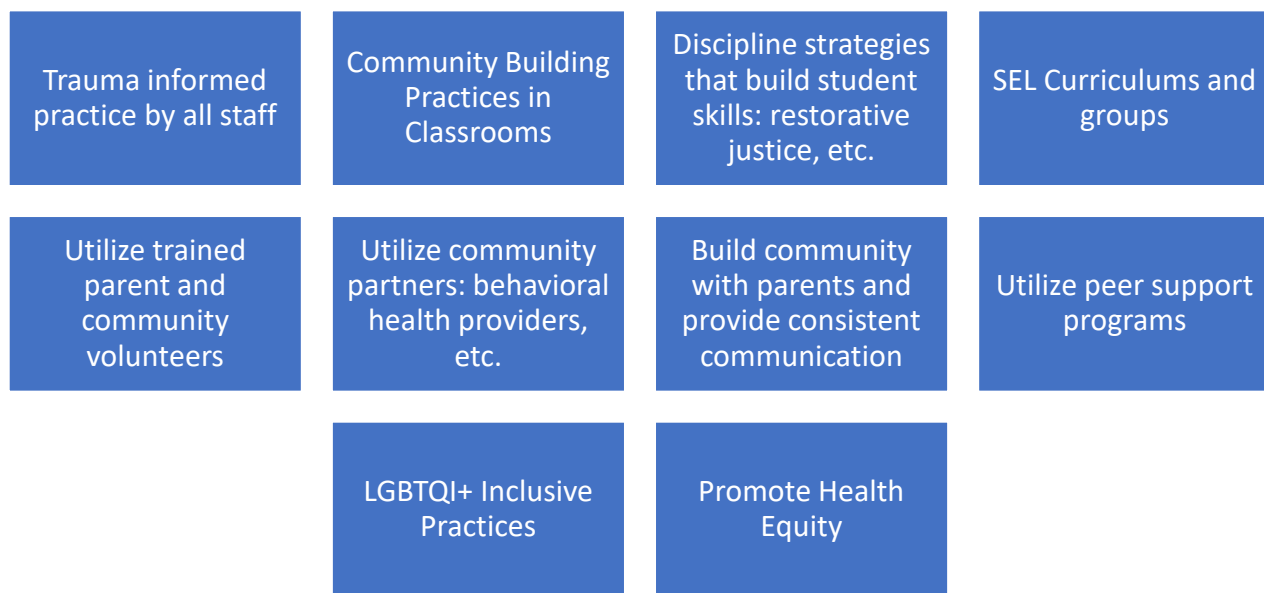 Trauma informed
practice by all staff
Community Building
Practices in
Classrooms
Discipline strategies
that build student
skills: restorative
justice, etc.
SEL Curriculums and
groups
Utilize trained
parent and
community
volunteers
Utilize community
partners: behavioral
health providers,
etc.
Build community
with parents and
provide consistent
communication
Utilize peer support
programs
LGBTQI+ Inclusive
Practices
Promote Health
Equity